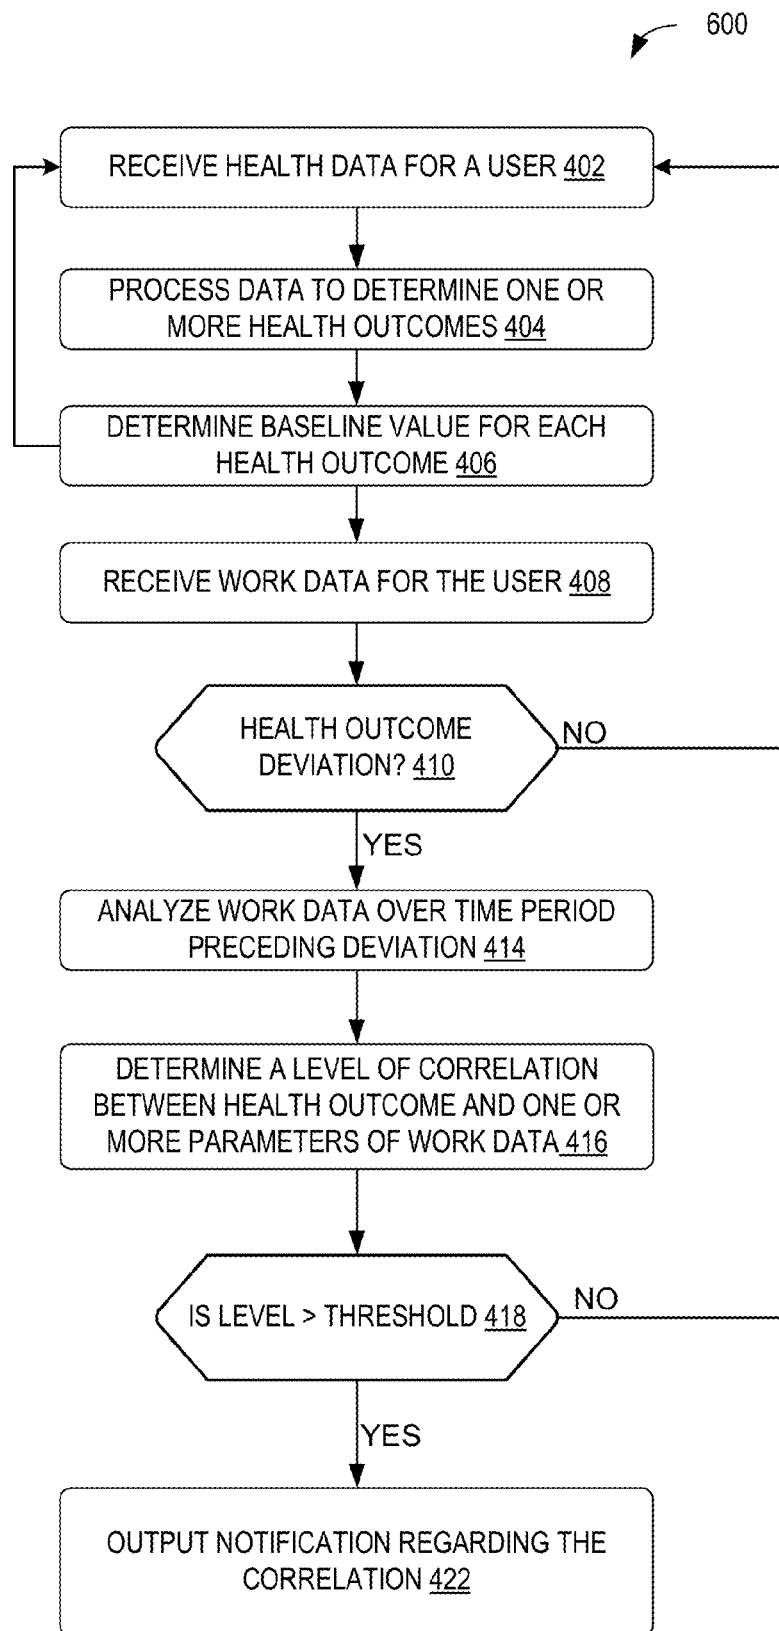 600
RECEIVE HEALTH DATA FOR A USER 402
PROCESS DATA TO DETERMINE ONE OR
MORE HEALTH OUTCOMES 404
DETERMINE BASELINE VALUE FOR EACH
HEALTH OUTCOME 406
RECEIVE WORK DATA FOR THE USER 408
HEALTH OUTCOME
DEVIATION? 410
NO
YES
ANALYZE WORK DATA OVER TIME PERIOD
PRECEDING DEVIATION 414
DETERMINE A LEVEL OF CORRELATION
BETWEEN HEALTH OUTCOME AND ONE OR
MORE PARAMETERS OF WORK DATA 416
IS LEVEL > THRESHOLD 418
NO
YES
OUTPUT NOTIFICATION REGARDING THE
CORRELATION 422